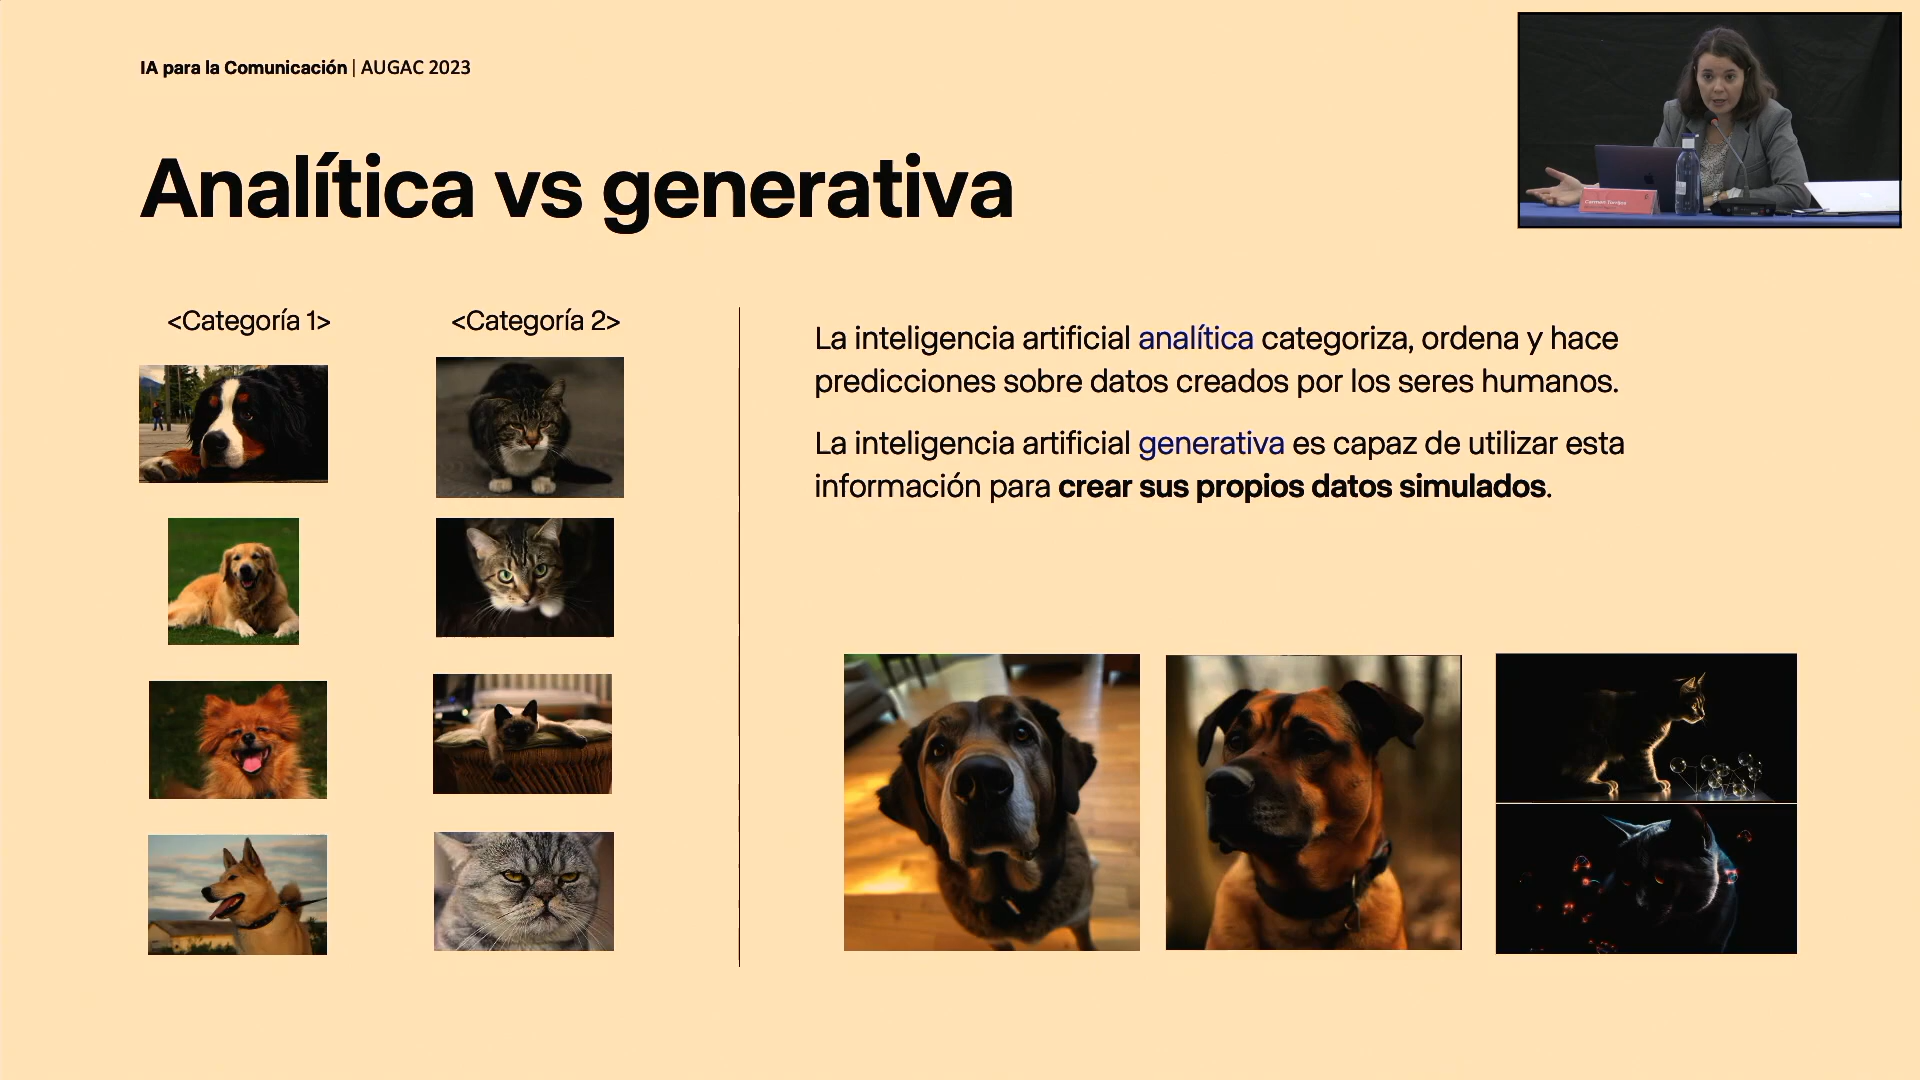 IA para la Comunicación | AUGAC 2023
Analítica vs generativa
<Categoría 1>
<Categoría 2>
La inteligencia artificial analítica categoriza, ordena y hace
predicciones sobre datos creados por los seres humanos.
La inteligencia artificial generativa es capaz de utilizar esta
información para crear sus propios datos simulados.